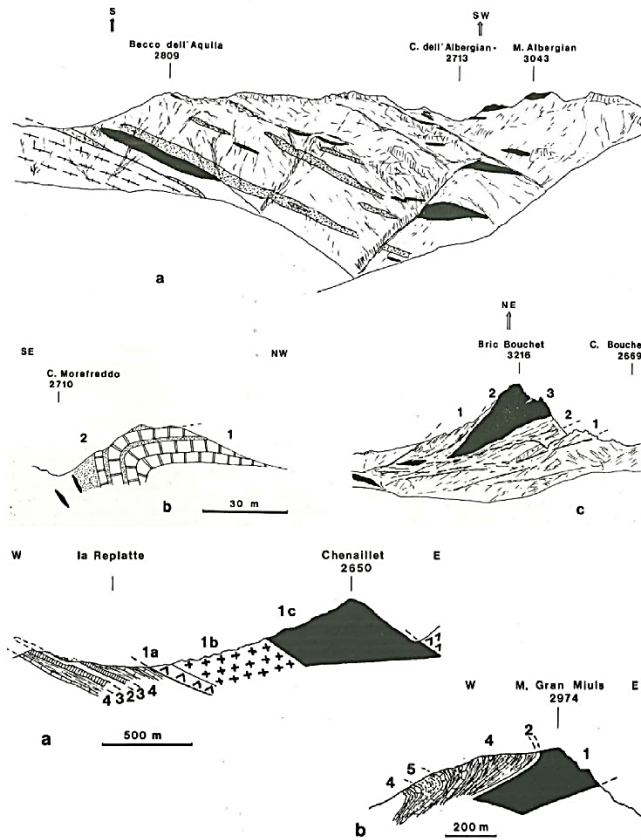 S
SW
Becco dell'Aquila
2809
C. dell'Albergian-
2713
M. Albergian
3043
a
NE
Bric Bouchet
3216
C. Bouche
2669
SE
NW
C. Morefreddo
2710
2
1
b
30 m
1
2
3
2
1
c
W
la Replatte
Chenaillet
2650
E
1a
1b
1c
4 3 2 3 4
a
500 m
W
M. Gran Miuls
2974
E
4
5
4
2
1
b
200 m